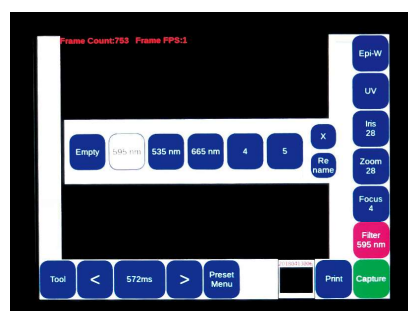 Frame Count:753 Frame FPS:1
Epi-W
UV
Iris
28
Zoom
28
Focus
4
Filter
595 nm
Capture
Empty
595 nm
535 nm
665 nm
4
5
X
Re
name
Tool
<
572ms
>
Preset
Menu
Print